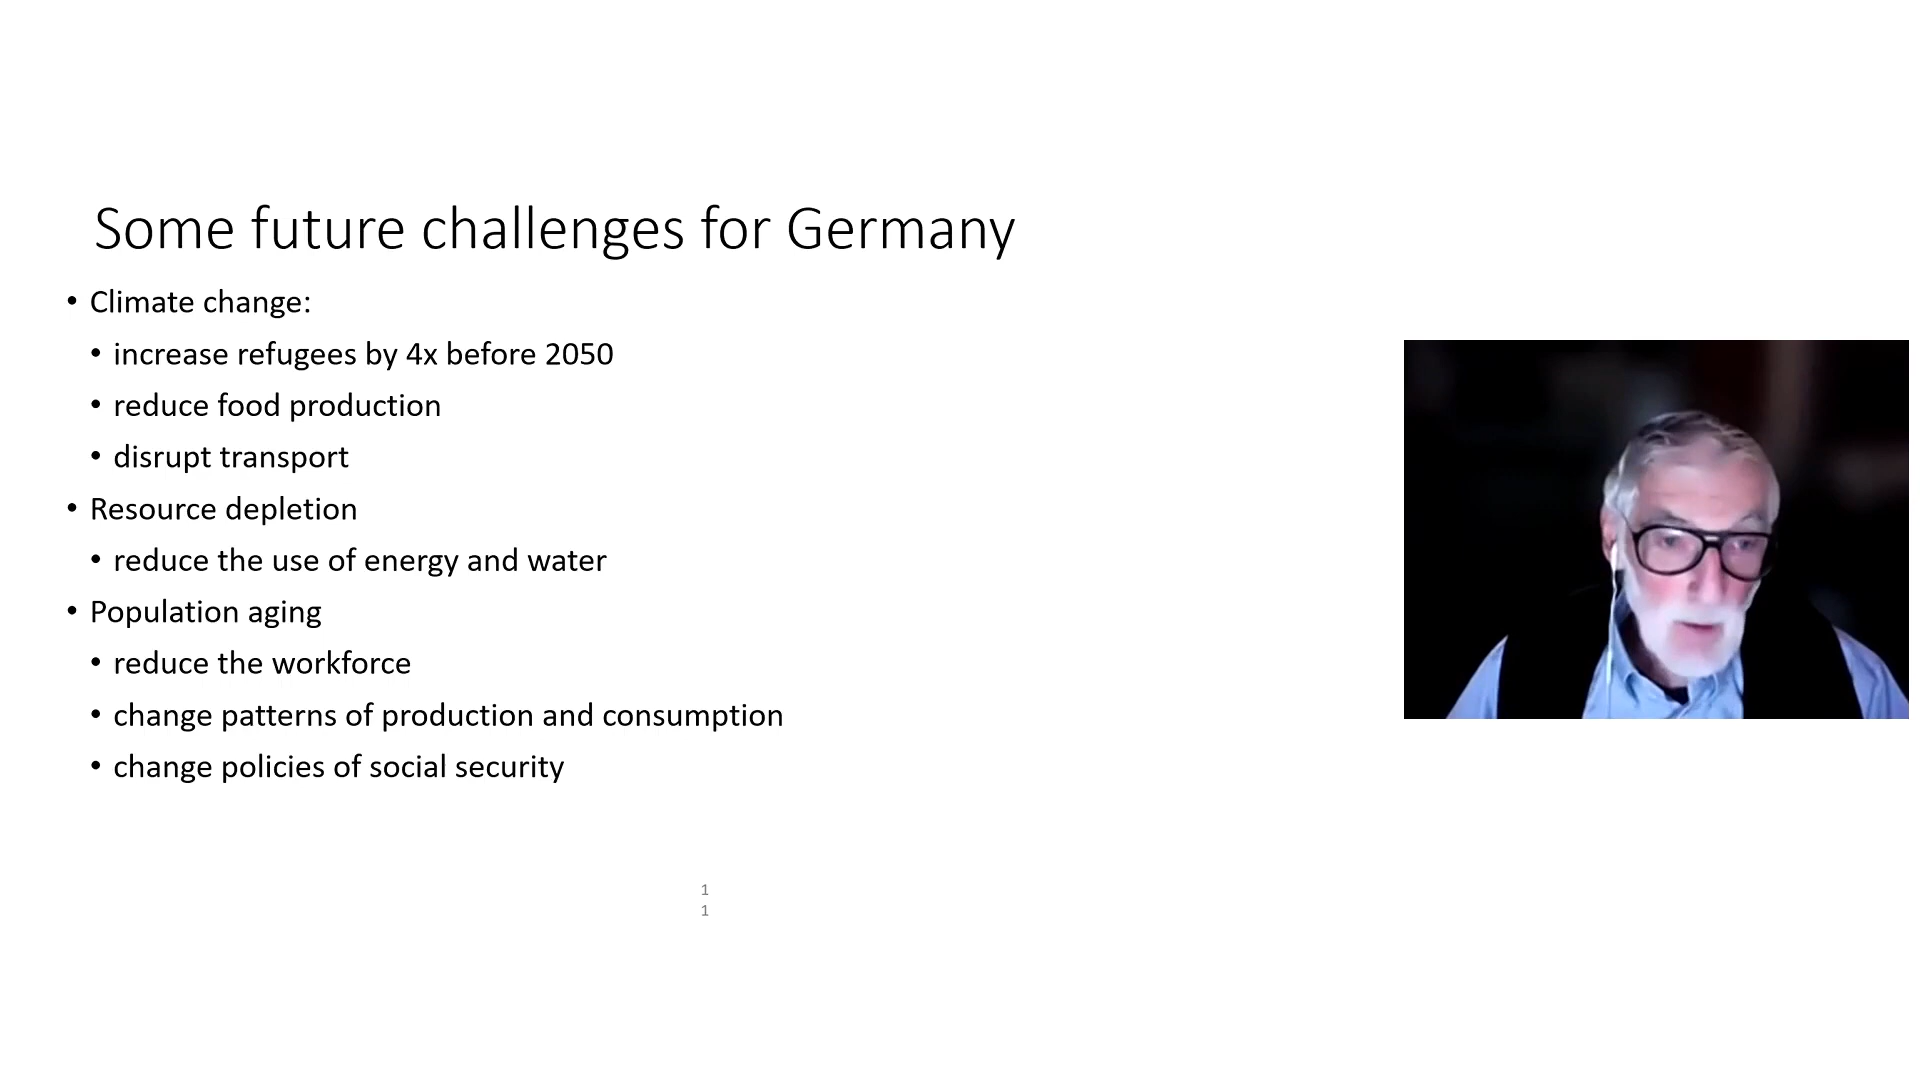 Some future challenges for Germany
• Climate change:
• increase refugees by 4x before 2050
• reduce food production
• disrupt transport
• Resource depletion
• reduce the use of energy and water
• Population aging
• reduce the workforce
• change patterns of production and consumption
• change policies of social security
1
1